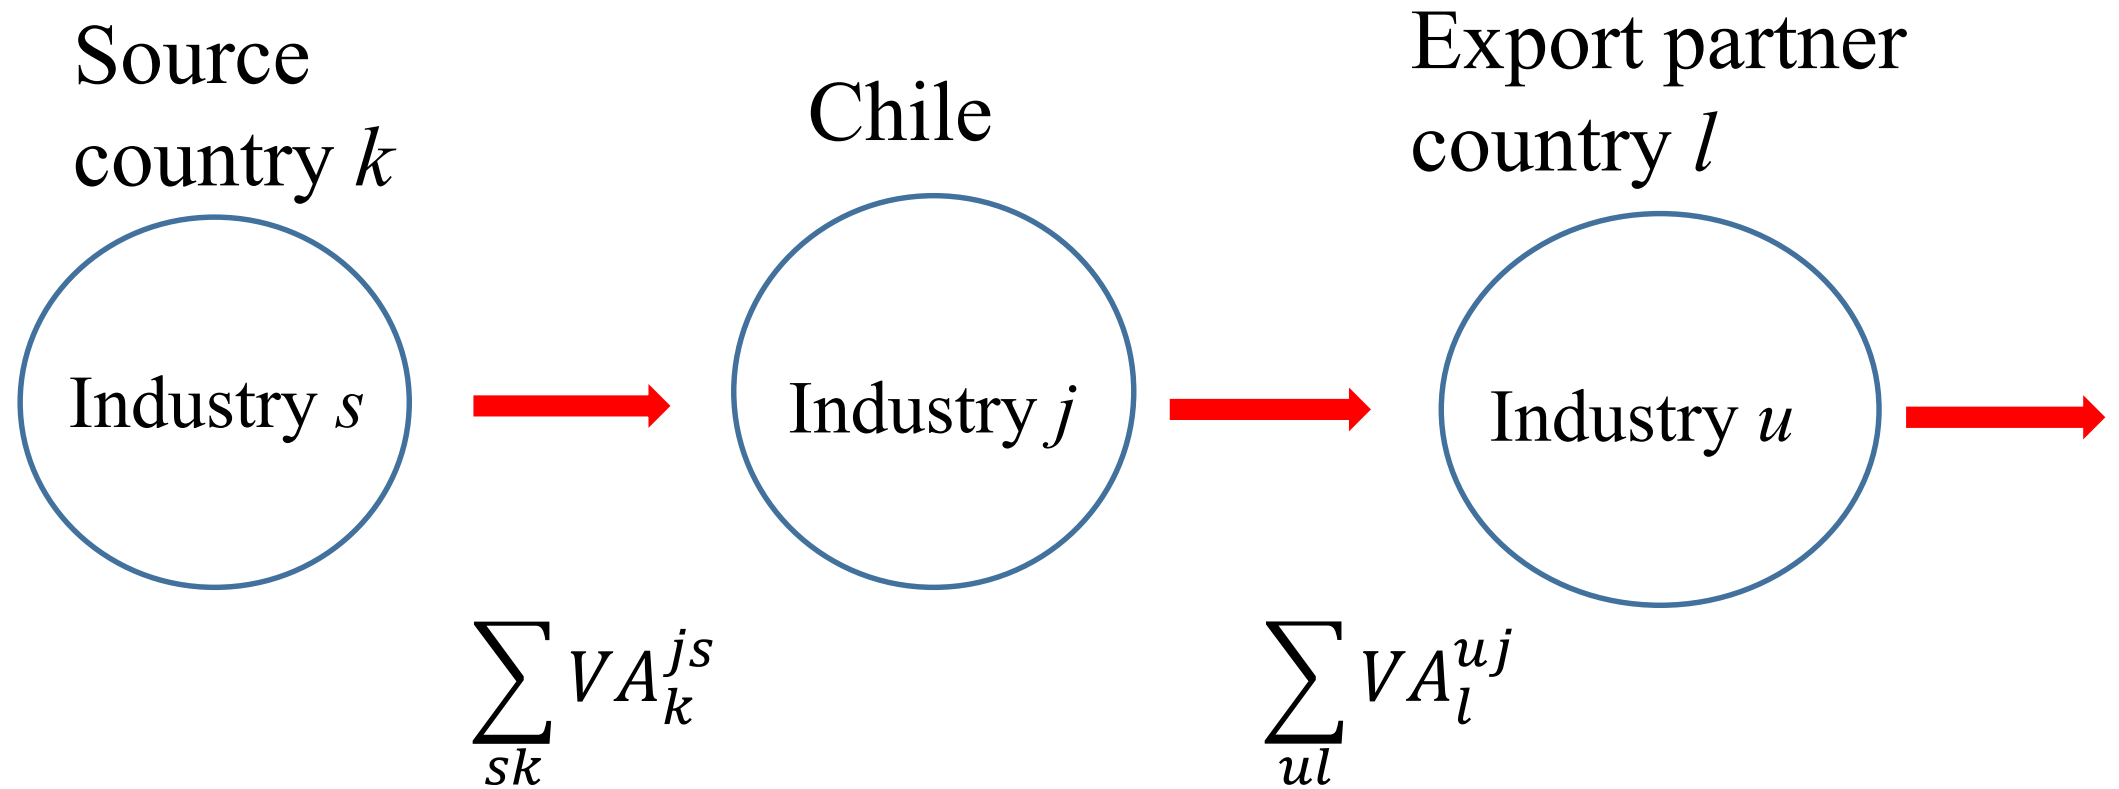 Source
country k
Chile
Export partner
country l
Industry s
Industry j
Industry u
∑_{sk} VA_k^{js}
∑_{ul} VA_l^{uj}